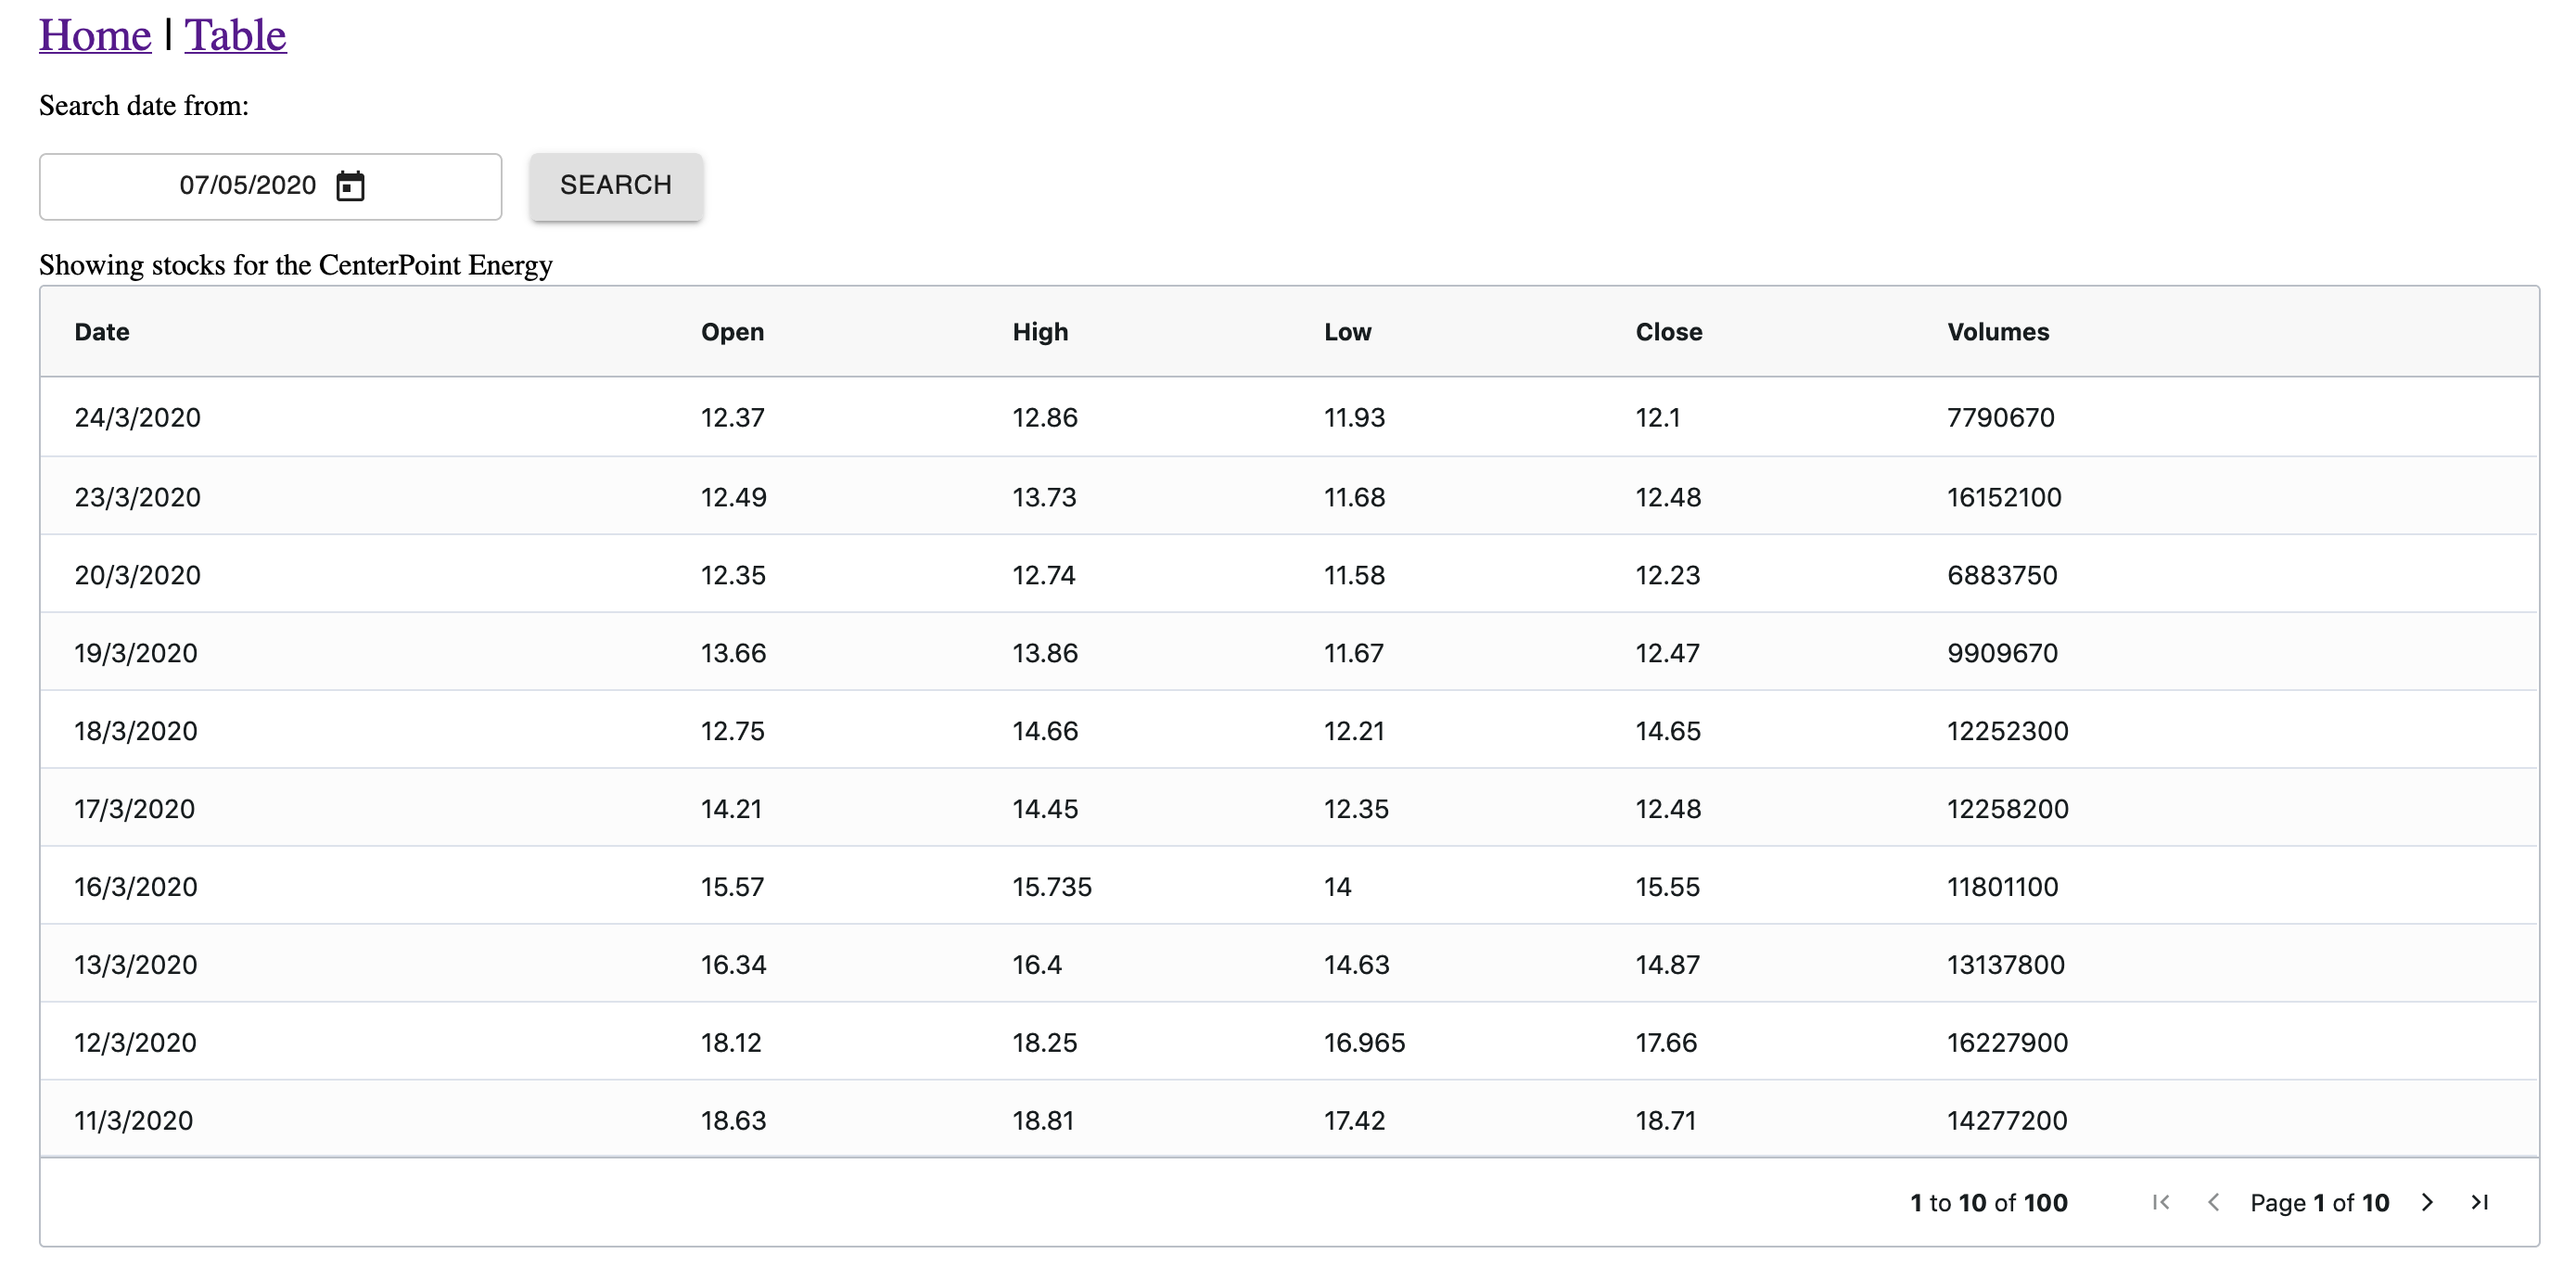 Home | Table
Search date from:
07/05/2020 SEARCH
Showing stocks for the CenterPoint Energy
Date Open High Low Close Volumes
24/3/2020 12.37 12.86 11.93 12.1 7790670
23/3/2020 12.49 13.73 11.68 12.48 16152100
20/3/2020 12.35 12.74 11.58 12.23 6883750
19/3/2020 13.66 13.86 11.67 12.47 9909670
18/3/2020 12.75 14.66 12.21 14.65 12252300
17/3/2020 14.21 14.45 12.35 12.48 12258200
16/3/2020 15.57 15.735 14 15.55 11801100
13/3/2020 16.34 16.4 14.63 14.87 13137800
12/3/2020 18.12 18.25 16.965 17.66 16227900
11/3/2020 18.63 18.81 17.42 18.71 14277200
1 to 10 of 100 Page 1 of 10